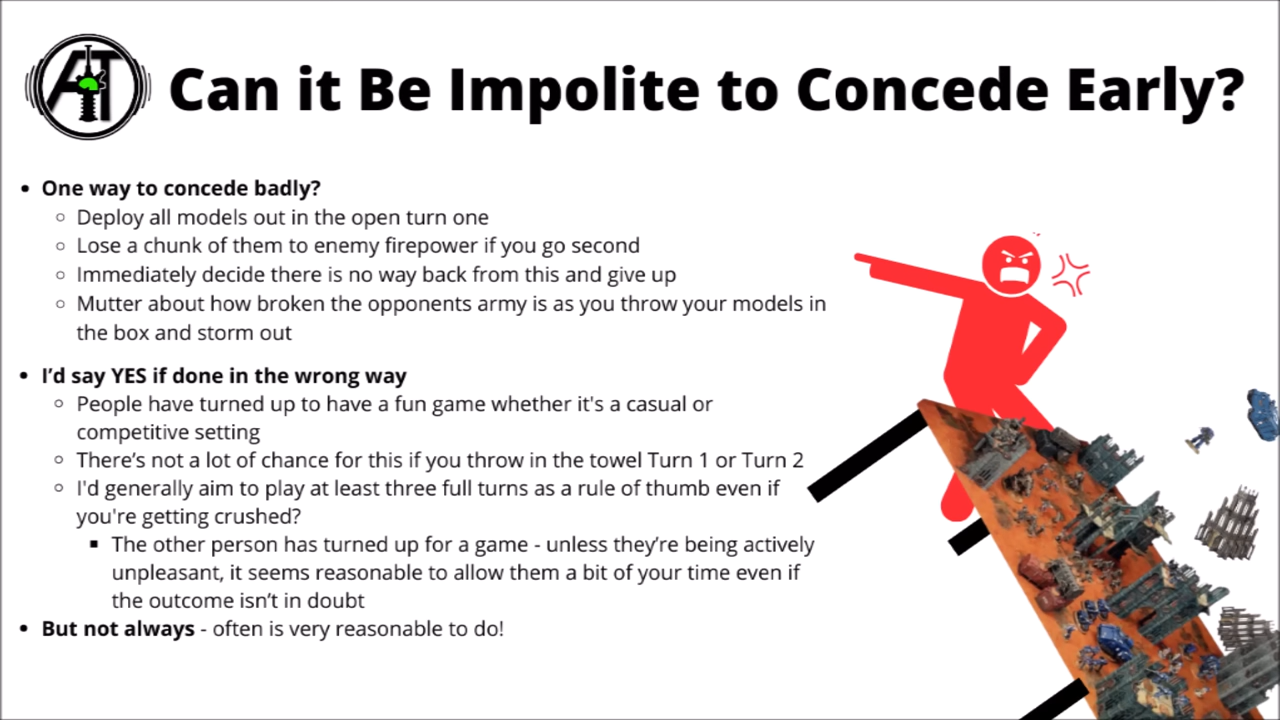 AT
Can it Be Impolite to Concede Early?
• One way to concede badly?
○ Deploy all models out in the open turn one
○ Lose a chunk of them to enemy firepower if you go second
○ Immediately decide there is no way back from this and give up
○ Mutter about how broken the opponents army is as you throw your models in
the box and storm out
• I’d say YES if done in the wrong way
○ People have turned up to have a fun game whether it's a casual or
competitive setting
○ There’s not a lot of chance for this if you throw in the towel Turn 1 or Turn 2
○ I'd generally aim to play at least three full turns as a rule of thumb even if
you're getting crushed?
▪ The other person has turned up for a game - unless they’re being actively
unpleasant, it seems reasonable to allow them a bit of your time even if
the outcome isn’t in doubt
• But not always - often is very reasonable to do!